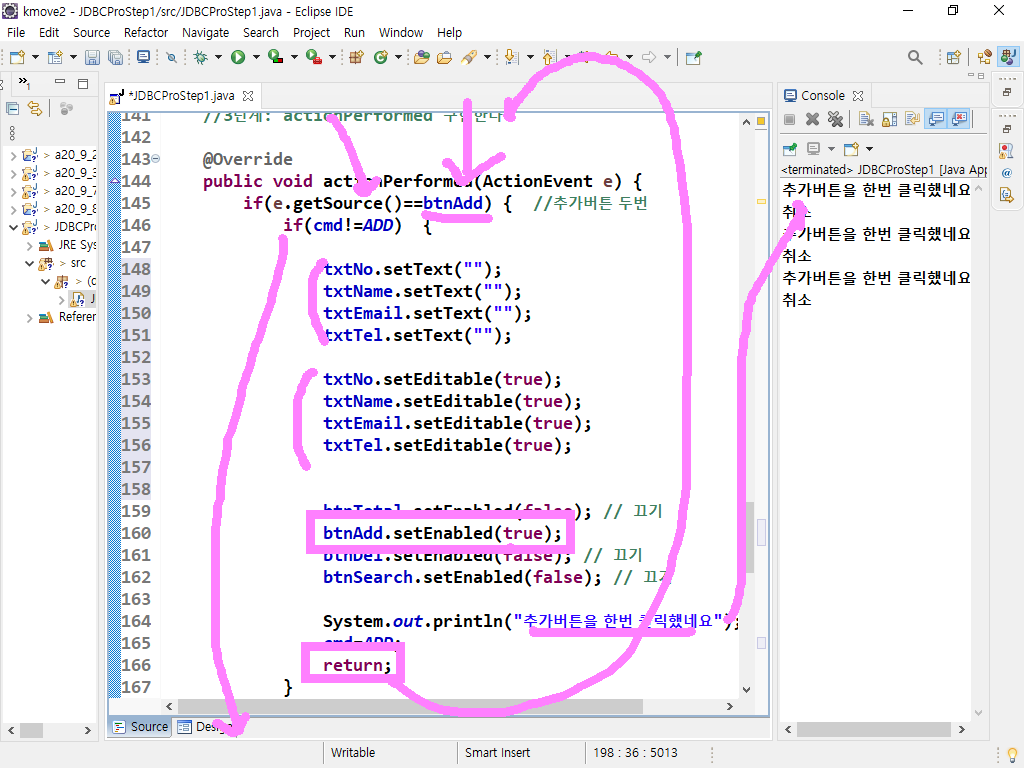 kmove2 - JDBCProStep1/src/JDBCProStep1.java - Eclipse IDE
File Edit Source Refactor Navigate Search Project Run Window Help
*JDBCProStep1.java
Console
a20_9_2
a20_9_3
a20_9_7
a20_9_8
JDBCPro
JRE Sys
src
(d
J
Referen
141 //3단계: actionPerformed 구현한다
142
143 @Override
144 public void actionPerformed(ActionEvent e) {
145 if(e.getSource()==btnAdd) { //추가버튼 두번
146 if(cmd!=ADD) {
147
148 txtNo.setText("");
149 txtName.setText("");
150 txtEmail.setText("");
151 txtTel.setText("");
152
153 txtNo.setEditable(true);
154 txtName.setEditable(true);
155 txtEmail.setEditable(true);
156 txtTel.setEditable(true);
157
158
159 btnTotal.setEnabled(false); // 끄기
160 btnAdd.setEnabled(true);
161 btnDel.setEnabled(false); // 끄기
162 btnSearch.setEnabled(false); // 끄기
163
164 System.out.println("추가버튼을 한번 클릭했네요");
165 cmd=ADD;
166 return;
167 }
<terminated> JDBCProStep1 [Java App
추가버튼을 한번 클릭했네요
취소
추가버튼을 한번 클릭했네요
취소
추가버튼을 한번 클릭했네요
취소
Source Design
Writable Smart Insert 198 : 36 : 5013